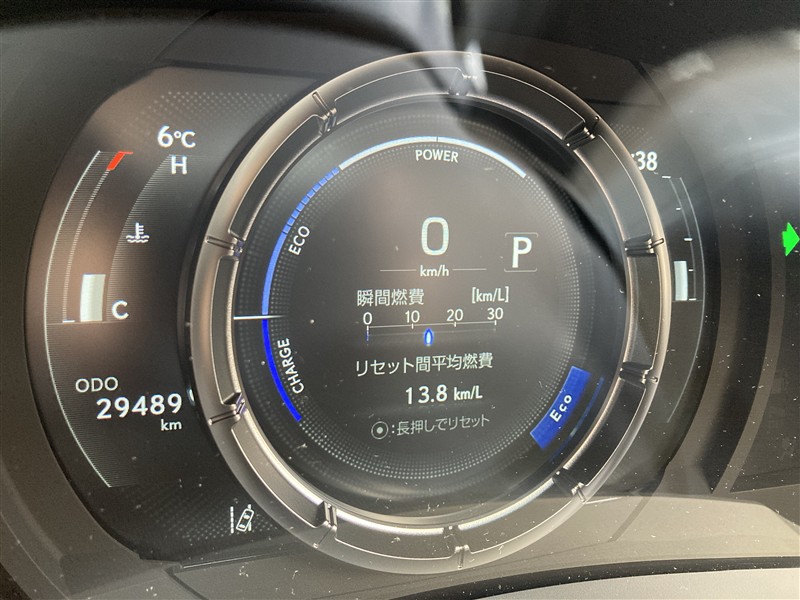 6°C
H
C
ODO
29489
km
POWER
ECO
CHARGE
0
km/h
P
瞬間燃費 [km/L]
0 10 20 30
リセット間平均燃費
13.8 km/L
⦿:長押しでリセット
Eco
:38